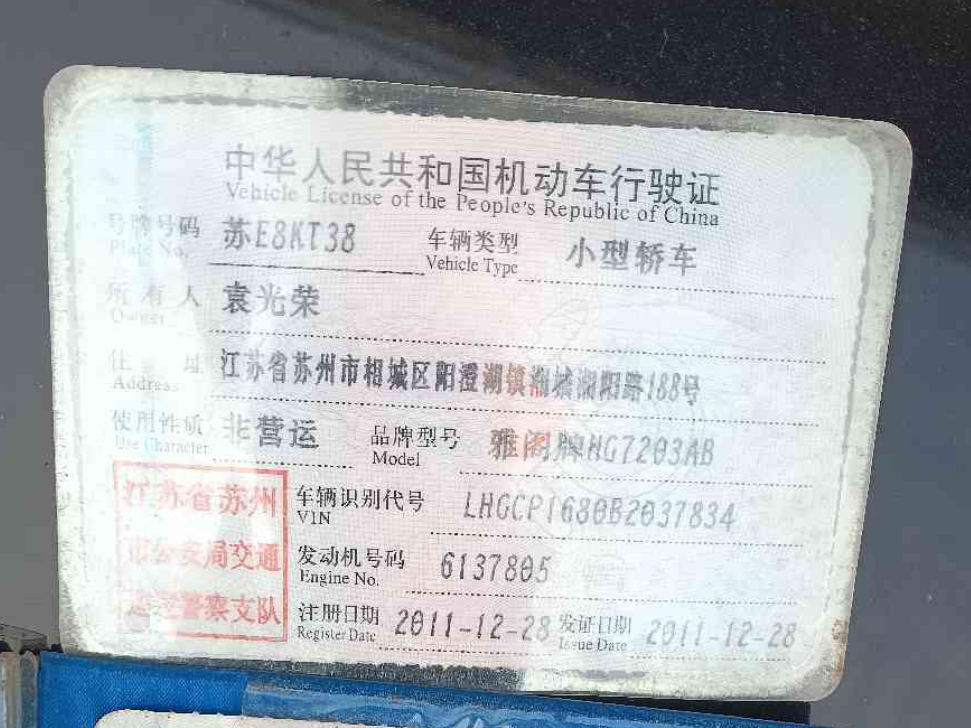 中华人民共和国机动车行驶证
Vehicle License of the People's Republic of China
号牌号码 苏E8KT38 车辆类型 小型轿车
Plate No. Vehicle Type
所有人 袁光荣
Owner
住址 江苏省苏州市相城区阳澄湖镇湘城湘阳路188号
Address
使用性质 非营运 品牌型号 雅阁牌HG7203AB
Use Character Model
江苏省苏州 车辆识别代号 LHGCP1680B2037834
VIN
市公安局交通 发动机号码 6137805
Engine No.
巡逻警察支队 注册日期 2011-12-28 发证日期 2011-12-28
Register Date Issue Date